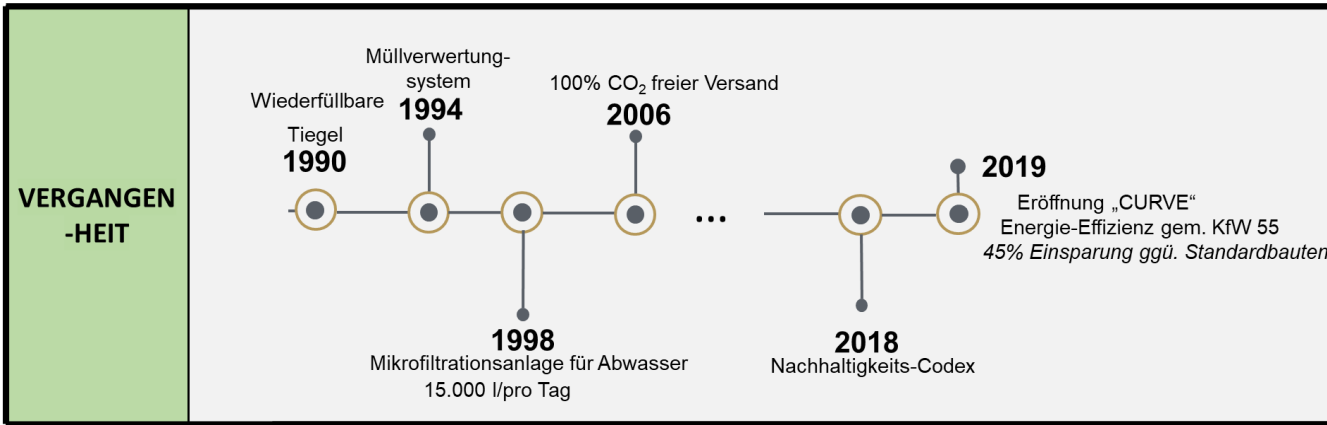 VERGANGEN
-HEIT
Wiederfüllbare
Tiegel
1990
Müllverwertung-
system
1994
1998
Mikrofiltrationsanlage für Abwasser
15.000 l/pro Tag
100% CO₂ freier Versand
2006
...
2018
Nachhaltigkeits-Codex
2019
Eröffnung „CURVE“
Energie-Effizienz gem. KfW 55
45% Einsparung ggü. Standardbauten